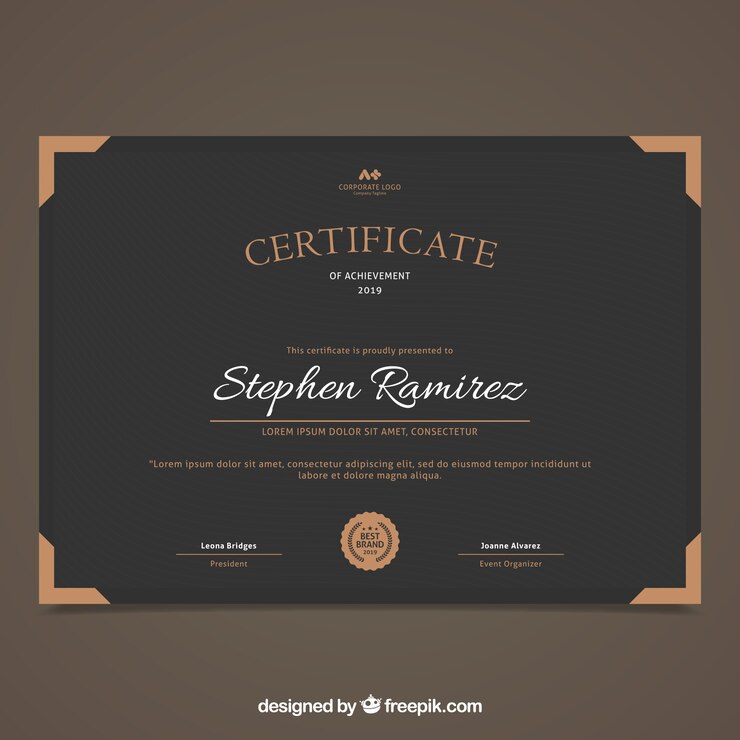 A+
CORPORATE LOGO
Company Tagline
CERTIFICATE
OF ACHIEVEMENT
2019
This certificate is proudly presented to
Stephen Ramirez
LOREM IPSUM DOLOR SIT AMET, CONSECTETUR
"Lorem ipsum dolor sit amet, consectetur adipiscing elit, sed eiusmod tempor incididunt ut
labore et dolore magna aliqua.
BEST
BRAND
2019
Leona Bridges
President
Joanne Alvarez
Event Organizer
designed by freepik.com